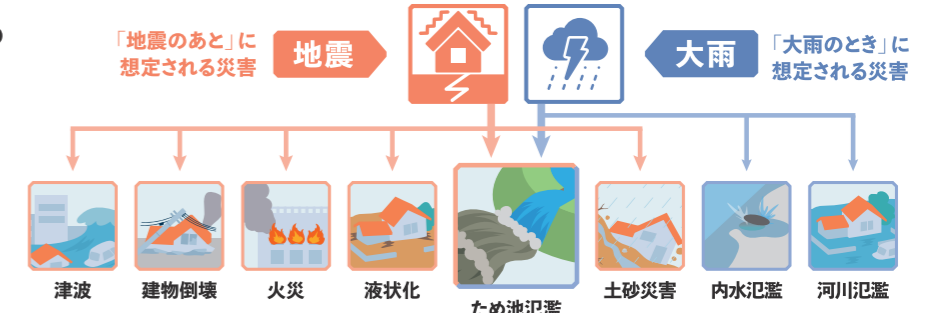 「地震のあと」に
想定される災害
地震
大雨
「大雨のとき」に
想定される災害
津波
建物倒壊
火災
液状化
ため池氾濫
土砂災害
内水氾濫
河川氾濫